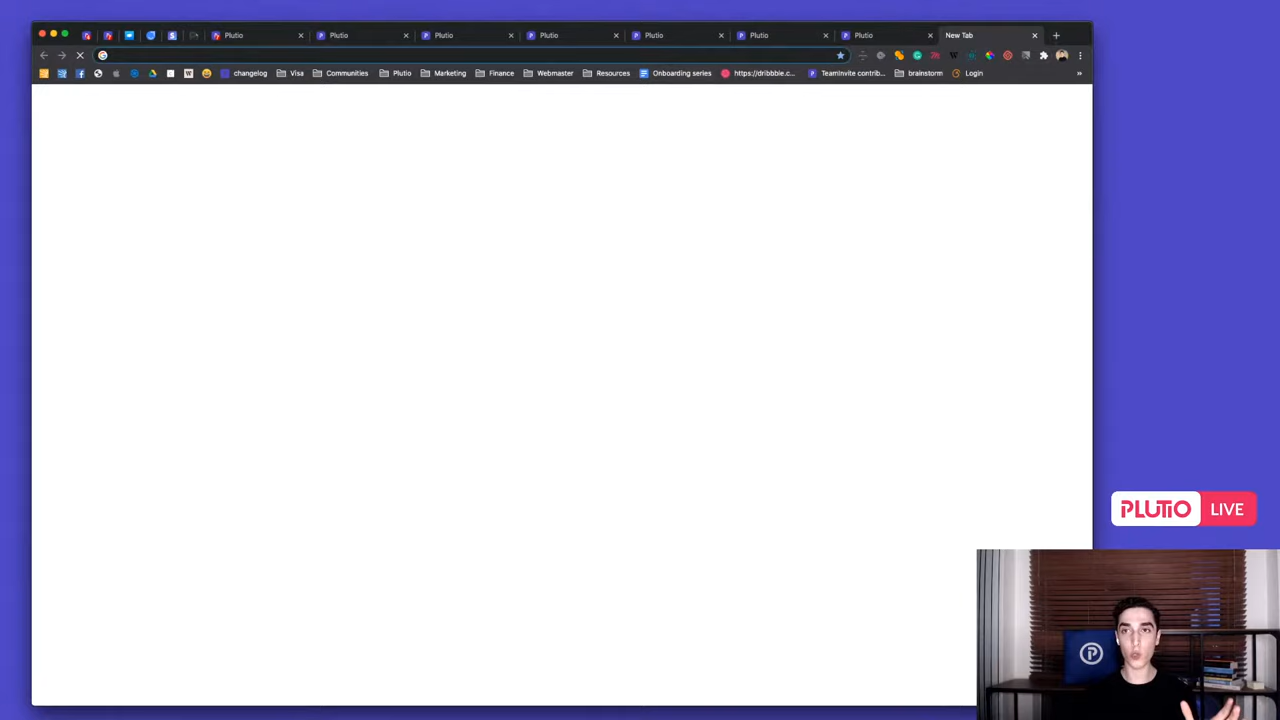 Plutio Plutio Plutio Plutio Plutio Plutio Plutio New Tab
changelog Visa Communities Plutio Marketing Finance Webmaster Resources Onboarding series https://dribbble.c... TeamInvite contrib... brainstorm Login »
PLUTIO LIVE